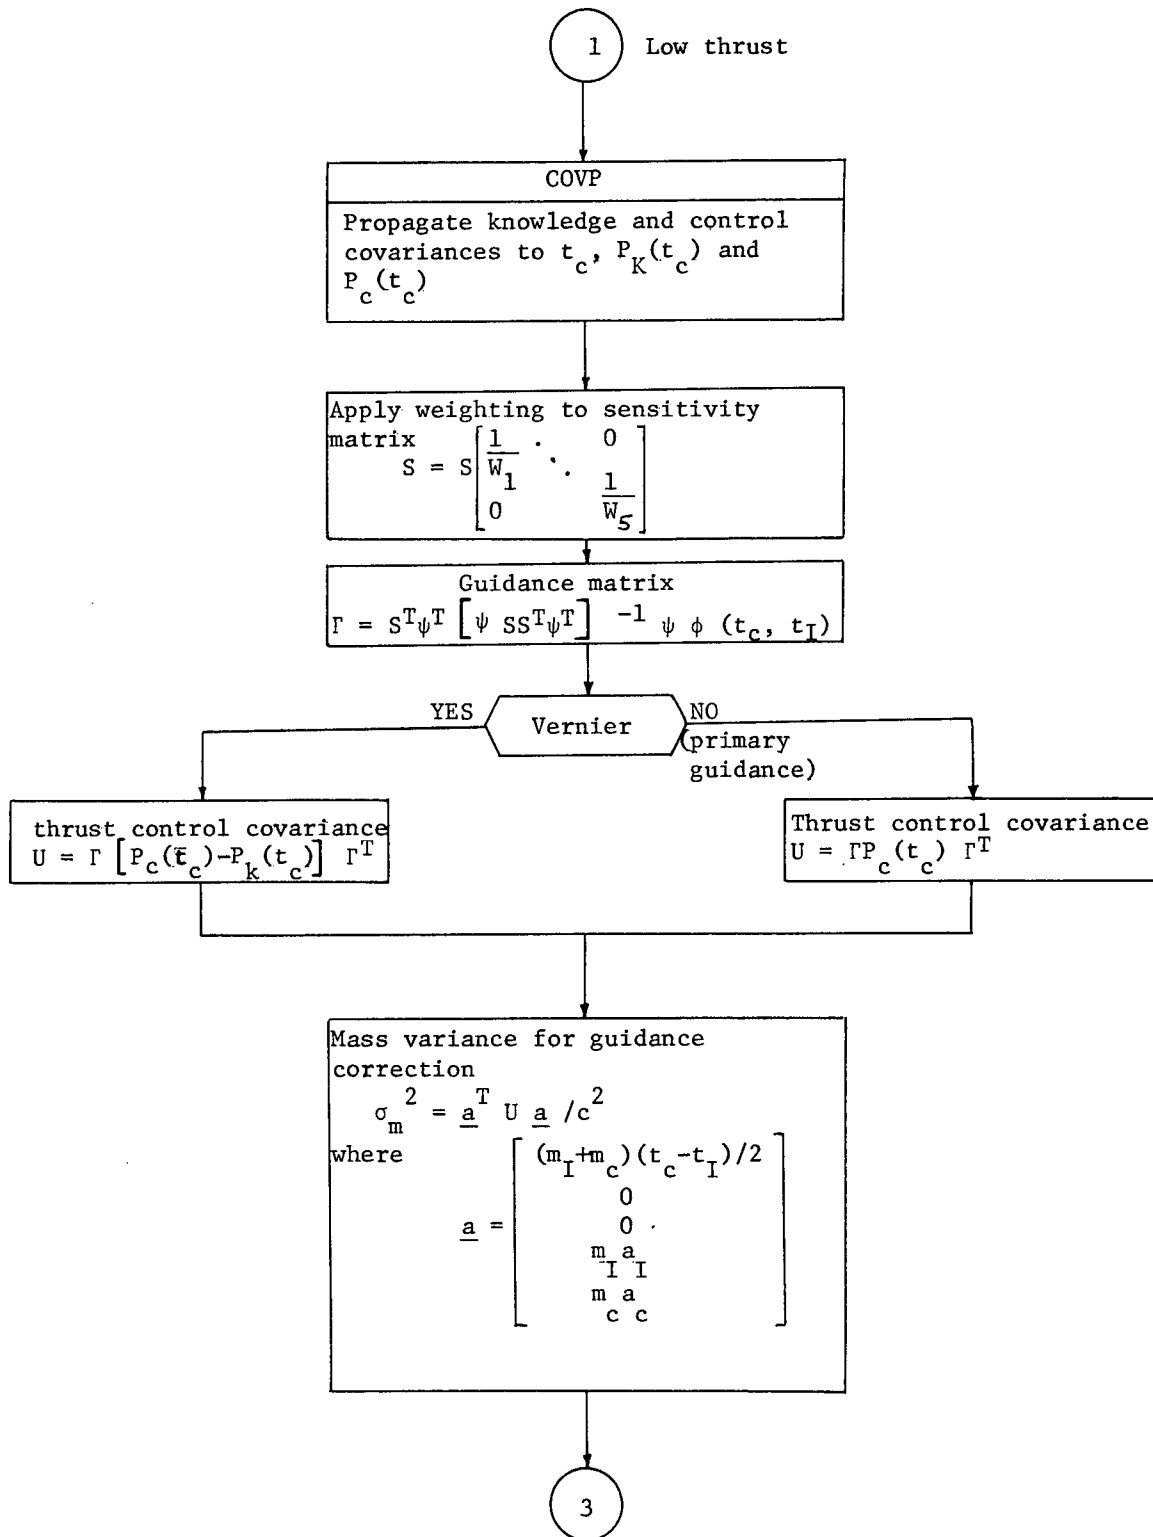 1 Low thrust
COVP
Propagate knowledge and control
covariances to t_c, P_K(t_c) and
P_c(t_c)
Apply weighting to sensitivity
matrix
S = S [ 1/W_1 ⋱ 0
0 1/W_5 ]
Guidance matrix
Γ = S^T ψ^T [ψ SS^T ψ^T] ^-1 ψ φ (t_c, t_I)
YES
Vernier
NO
(primary
guidance)
thrust control covariance
U = Γ [P_c(t_c)-P_k(t_c)] Γ^T
Thrust control covariance
U = ΓP_c(t_c) Γ^T
Mass variance for guidance
correction
σ_m^2 = a^T U a /c^2
where
a = [ (m_I+m_c)(t_c-t_I)/2
0
0
m_I a_I
m_c a_c ]
3